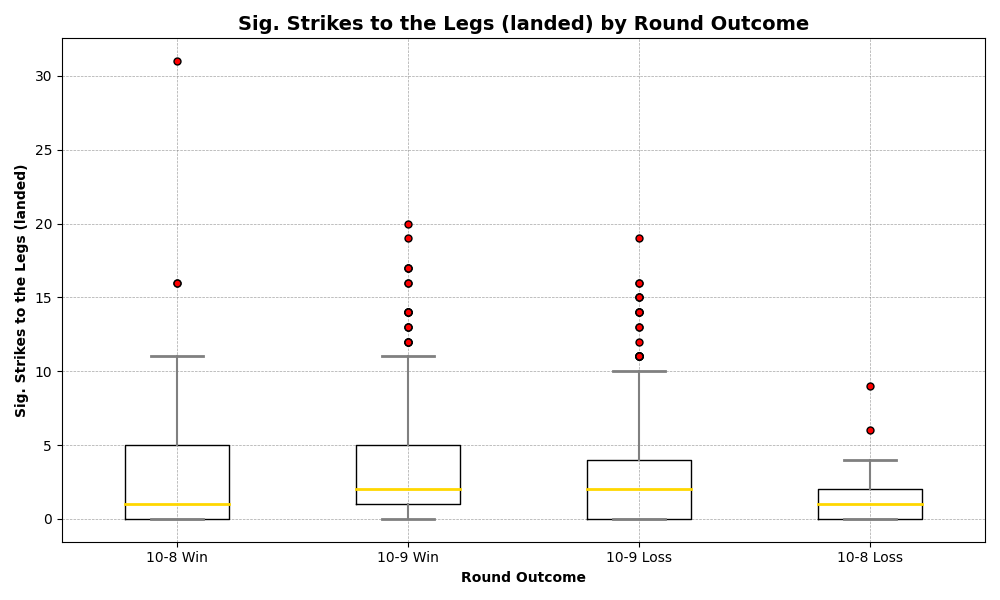 Sig. Strikes to the Legs (landed) by Round Outcome
Sig. Strikes to the Legs (landed)
30
25
20
15
10
5
0
10-8 Win
10-9 Win
10-9 Loss
10-8 Loss
Round Outcome